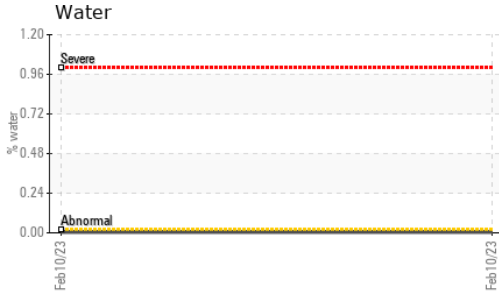 Water
1.20
Severe
0.96
0.72
% water
0.48
0.24
Abnormal
0.00
Feb10/23
Feb10/23